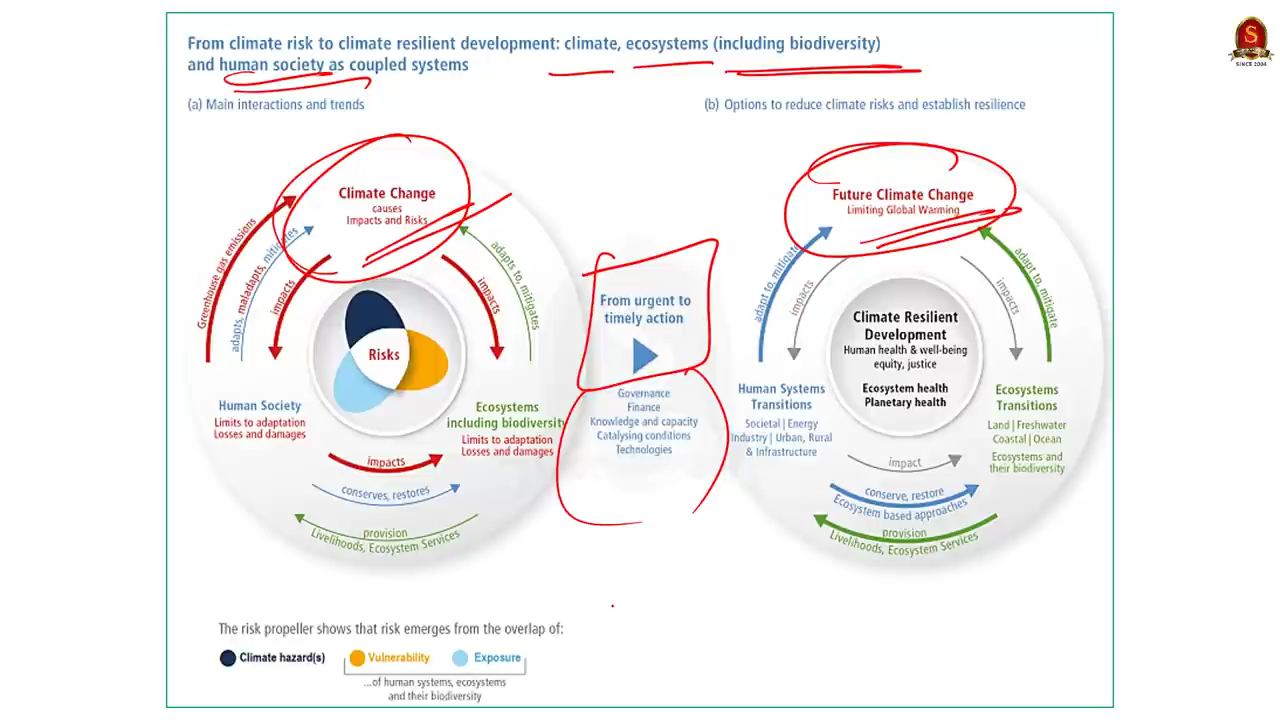 From climate risk to climate resilient development: climate, ecosystems (including biodiversity)
and human society as coupled systems
(a) Main interactions and trends
(b) Options to reduce climate risks and establish resilience
Climate Change
causes
Impacts and Risks
Greenhouse gas emissions
adapts, maladapts, mitigates
impacts
impacts
adapts to, mitigates
Risks
Human Society
Limits to adaptation
Losses and damages
Ecosystems
including biodiversity
Limits to adaptation
Losses and damages
impacts
conserves, restores
provision
Livelihoods, Ecosystem Services
From urgent to
timely action
Governance
Finance
Knowledge and capacity
Catalysing conditions
Technologies
Future Climate Change
Limiting Global Warming
adapt to, mitigate
impacts
impacts
adapt to, mitigate
Climate Resilient
Development
Human health & well-being
equity, justice
Ecosystem health
Planetary health
Human Systems
Transitions
Societal | Energy
Industry | Urban, Rural
& Infrastructure
Ecosystems
Transitions
Land | Freshwater
Coastal | Ocean
Ecosystems and
their biodiversity
impact
conserve, restore
Ecosystem based approaches
provision
Livelihoods, Ecosystem Services
The risk propeller shows that risk emerges from the overlap of:
Climate hazard(s) Vulnerability Exposure
...of human systems, ecosystems
and their biodiversity
S
SINCE 2004